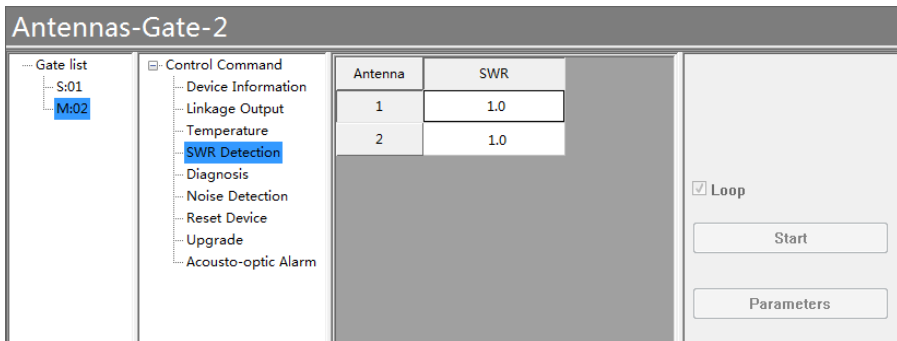 Antennas-Gate-2
Gate list
S:01
M:02
Control Command
Device Information
Linkage Output
Temperature
SWR Detection
Diagnosis
Noise Detection
Reset Device
Upgrade
Acousto-optic Alarm
Antenna SWR
1 1.0
2 1.0
Loop
Start
Parameters